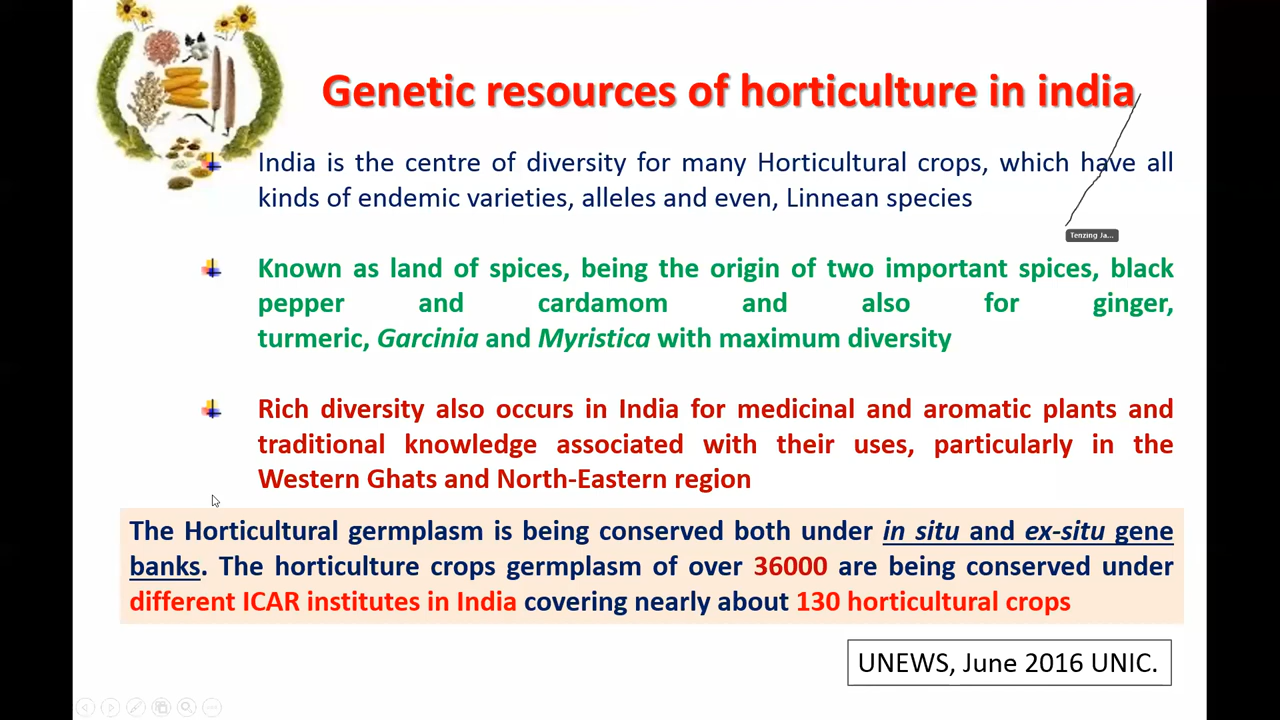 Genetic resources of horticulture in india
India is the centre of diversity for many Horticultural crops, which have all
kinds of endemic varieties, alleles and even, Linnean species
Tenzing Ja...
Known as land of spices, being the origin of two important spices, black
pepper and cardamom and also for ginger,
turmeric, Garcinia and Myristica with maximum diversity
Rich diversity also occurs in India for medicinal and aromatic plants and
traditional knowledge associated with their uses, particularly in the
Western Ghats and North-Eastern region
The Horticultural germplasm is being conserved both under in situ and ex-situ gene
banks. The horticulture crops germplasm of over 36000 are being conserved under
different ICAR institutes in India covering nearly about 130 horticultural crops
UNEWS, June 2016 UNIC.